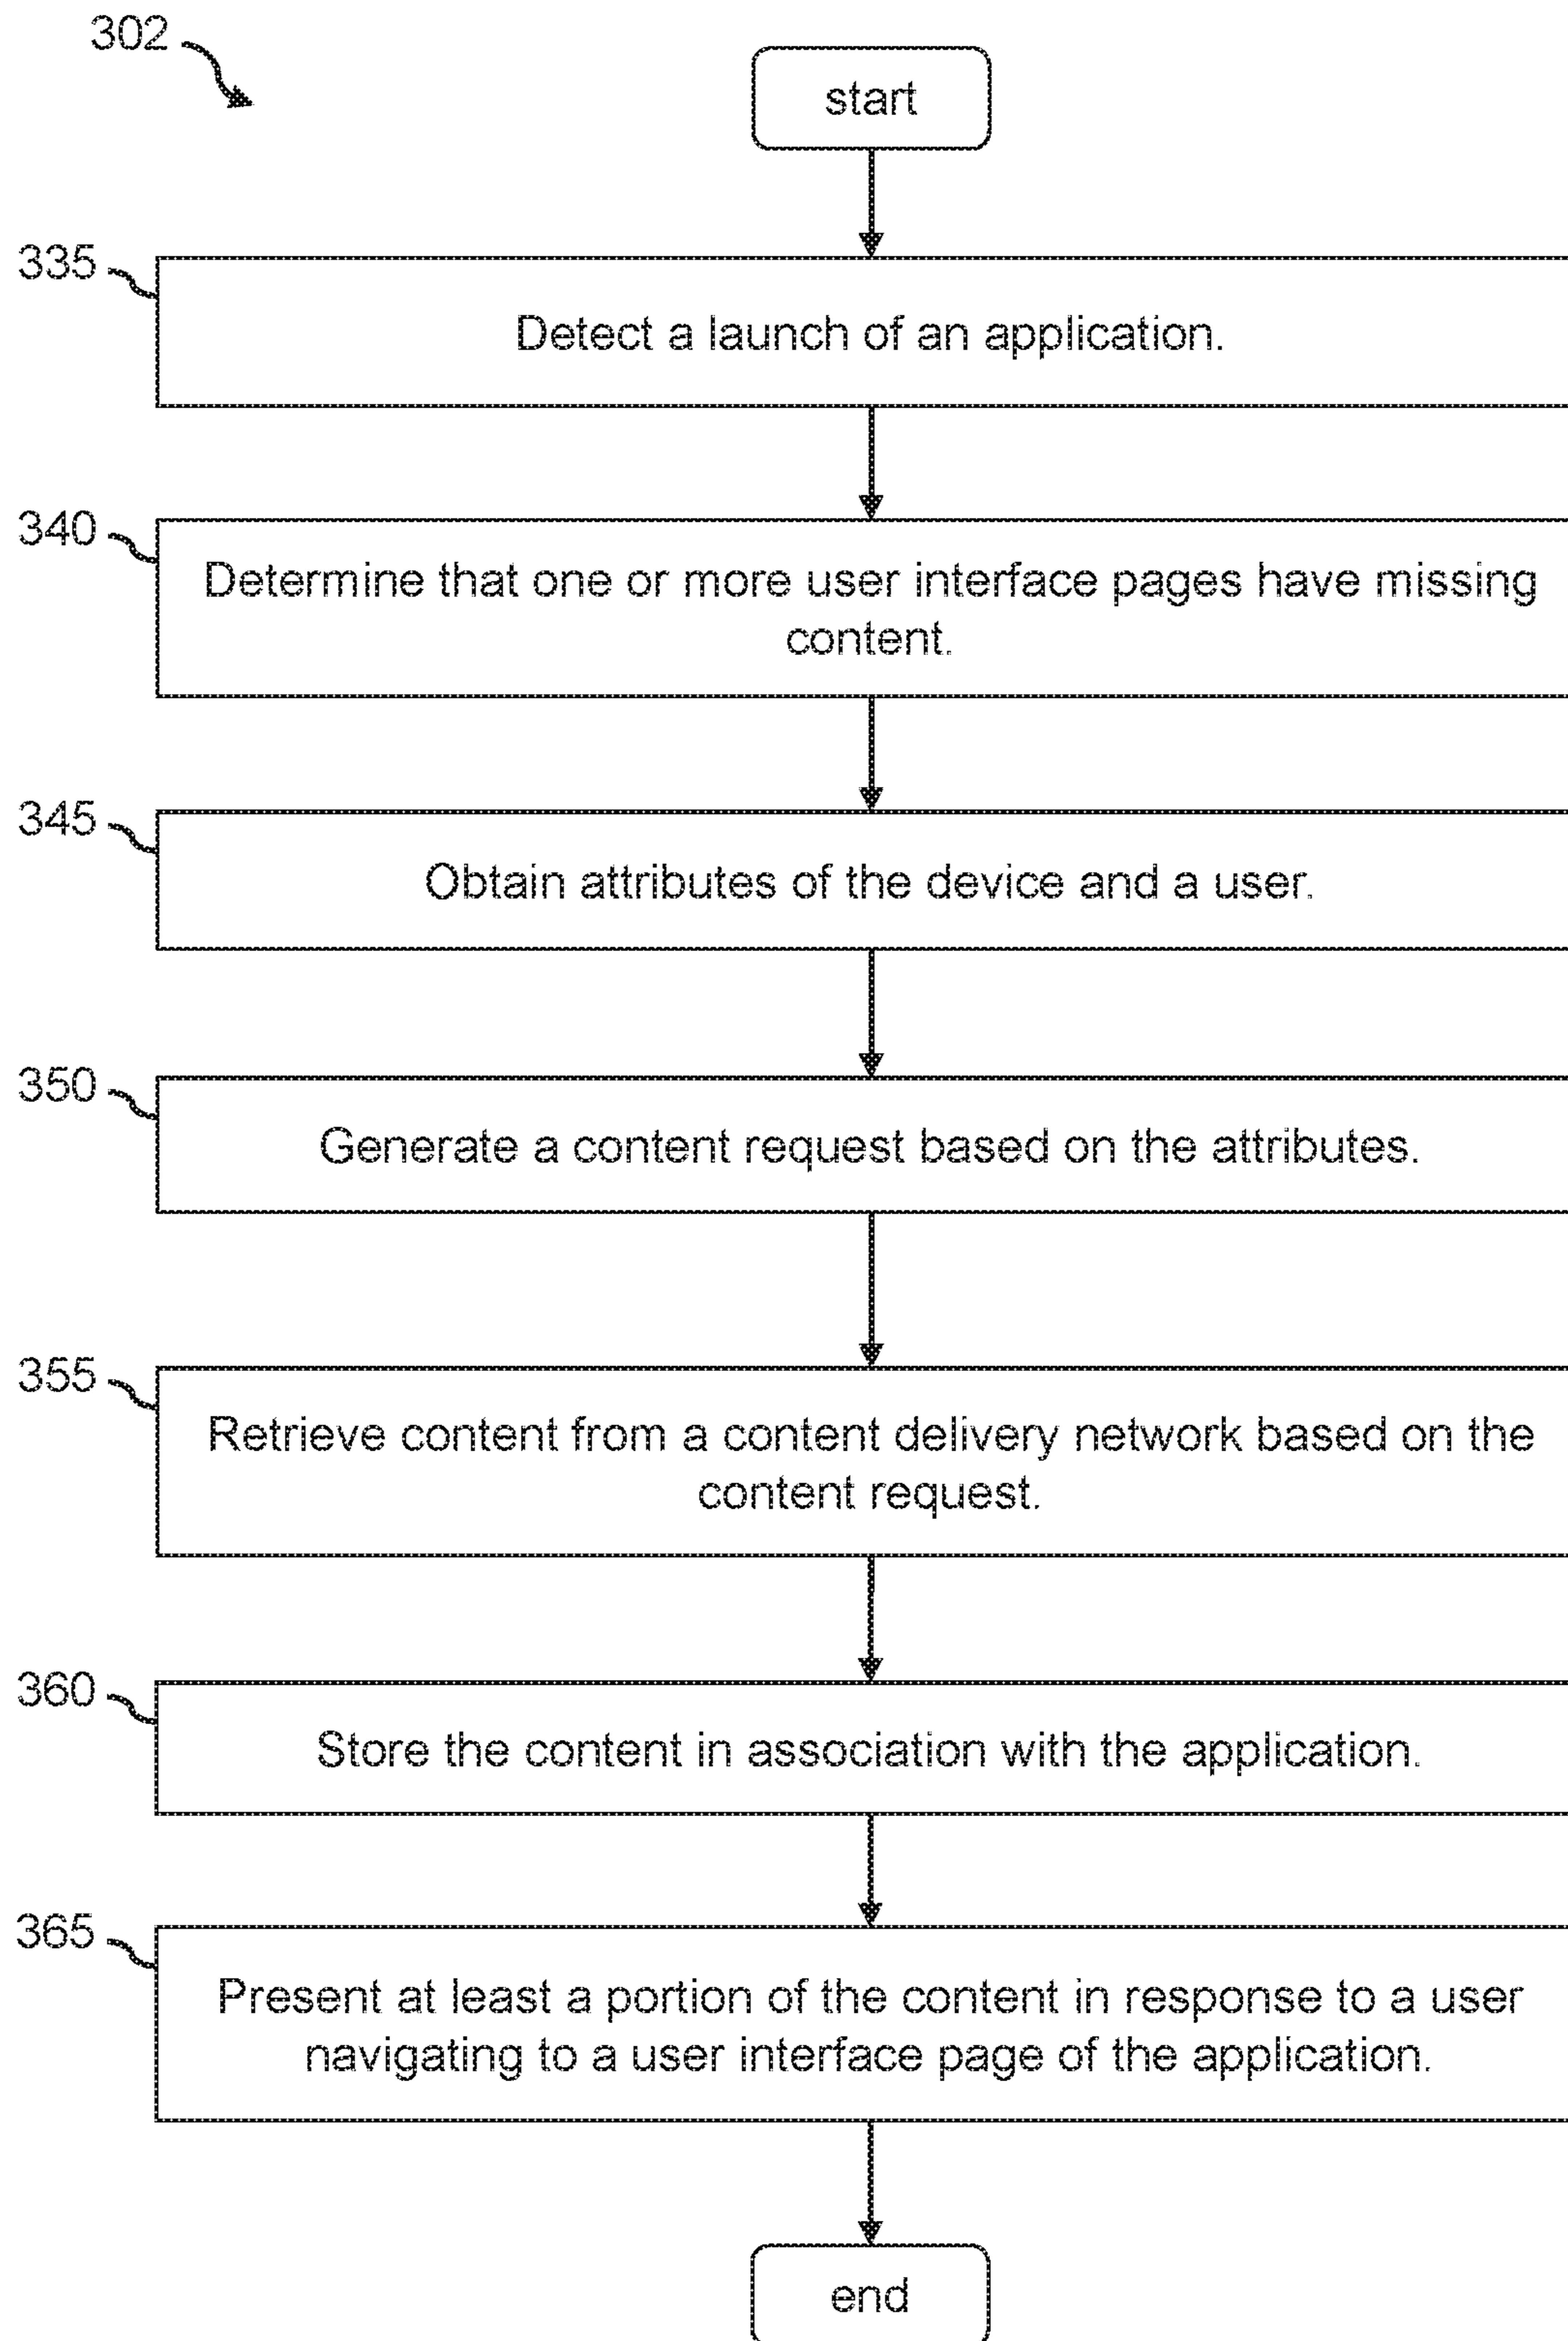 302
start
335
Detect a launch of an application.
340
Determine that one or more user interface pages have missing
content.
345
Obtain attributes of the device and a user.
350
Generate a content request based on the attributes.
355
Retrieve content from a content delivery network based on the
content request.
360
Store the content in association with the application.
365
Present at least a portion of the content in response to a user
navigating to a user interface page of the application.
end